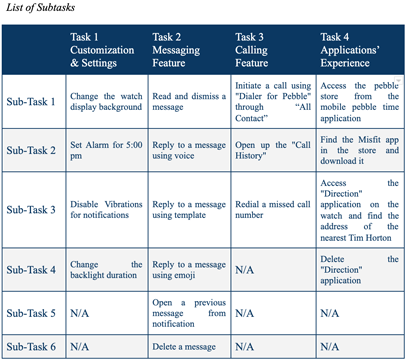 List of Subtasks
Task 1 Customization & Settings
Task 2 Messaging Feature
Task 3 Calling Feature
Task 4 Applications' Experience
Sub-Task 1
Change the watch display background
Read and dismiss a message
Initiate a call using "Dialer for Pebble" through "All Contact"
Access the pebble store from the mobile pebble time application
Sub-Task 2
Set Alarm for 5:00 pm
Reply to a message using voice
Open up the "Call History"
Find the Misfit app in the store and download it
Sub-Task 3
Disable Vibrations for notifications
Reply to a message using template
Redial a missed call number
Access the "Direction" application on the watch and find the address of the nearest Tim Horton
Sub-Task 4
Change the backlight duration
Reply to a message using emoji
N/A
Delete the "Direction" application
Sub-Task 5
N/A
Open a previous message from notification
N/A
N/A
Sub-Task 6
N/A
Delete a message
N/A
N/A